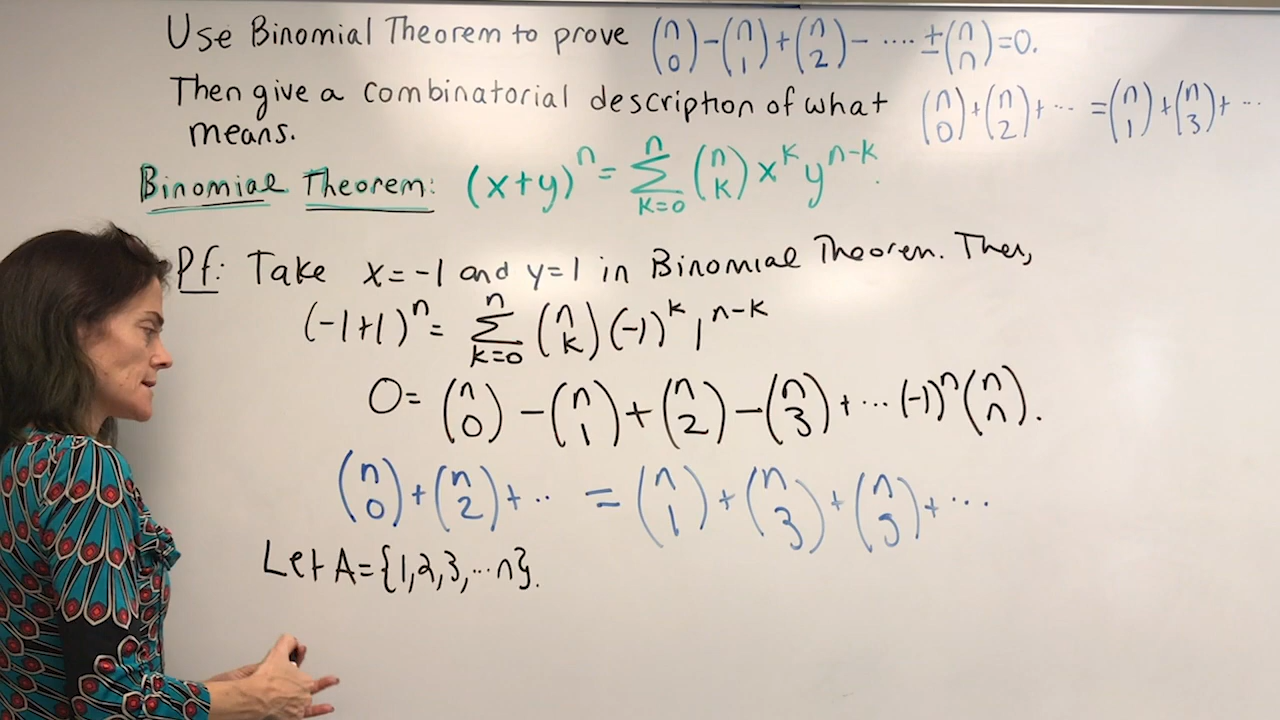 Use Binomial Theorem to prove (n 0) - (n 1) + (n 2) - .... ± (n n) = 0.
Then give a combinatorial description of what (n 0) + (n 2) + ... = (n 1) + (n 3) + ...
means.
Binomial Theorem: (x+y)^n = Σ_{k=0}^{n} (n k) x^k y^{n-k}.
Pf: Take x = -1 and y = 1 in Binomial Theorem. Then,
(-1+1)^n = Σ_{k=0}^{n} (n k) (-1)^k 1^{n-k}
0 = (n 0) - (n 1) + (n 2) - (n 3) + ... (-1)^n (n n).
(n 0) + (n 2) + .. = (n 1) + (n 3) + (n 5) + ...
Let A = {1,2,3,...n}.